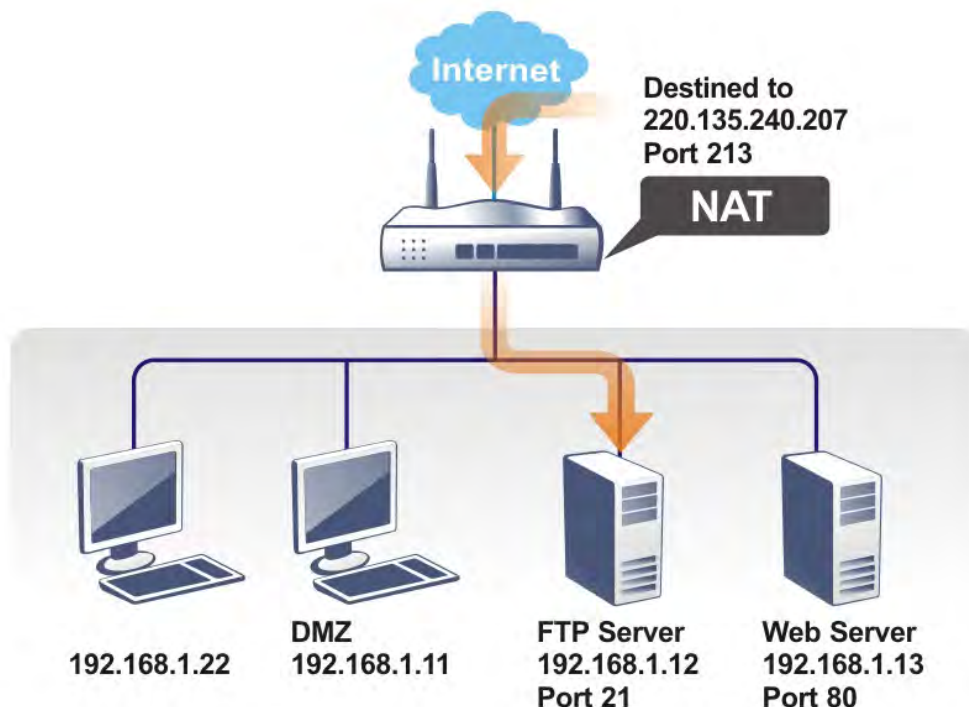 Internet
Destined to
220.135.240.207
Port 213
NAT
192.168.1.22
DMZ
192.168.1.11
FTP Server
192.168.1.12
Port 21
Web Server
192.168.1.13
Port 80